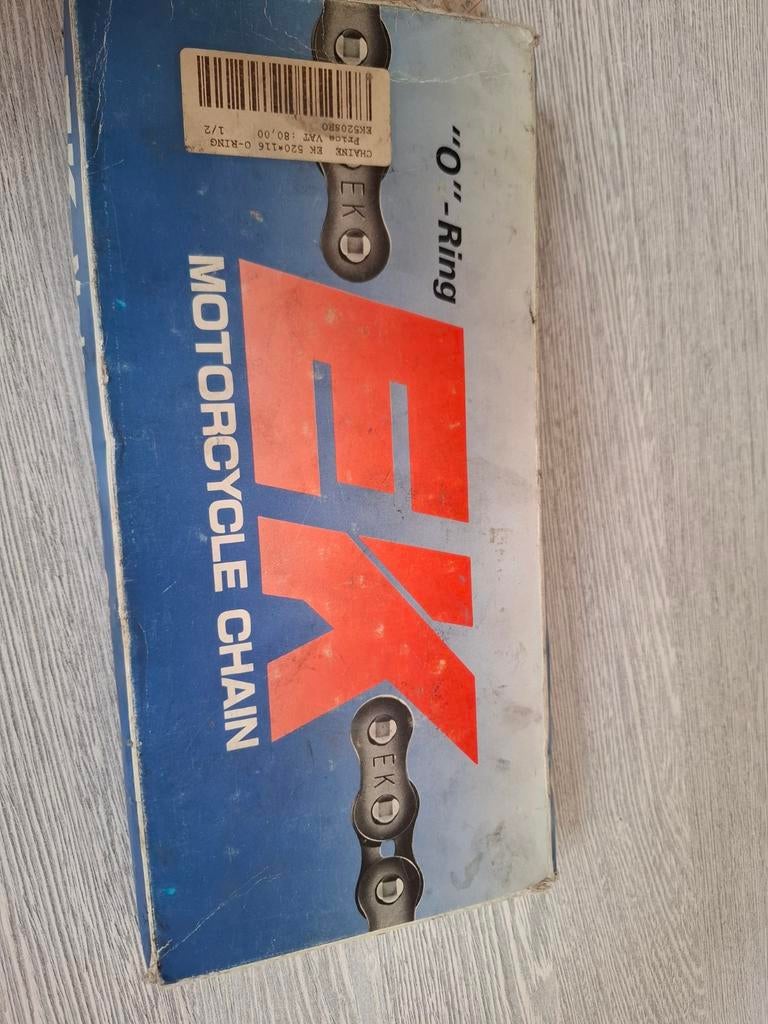 "O"-Ring
EK
MOTORCYCLE CHAIN
EK
EK
CHAINE EK 520*116 O-RING
Price VAT :80,00 1/2
EK520SRO